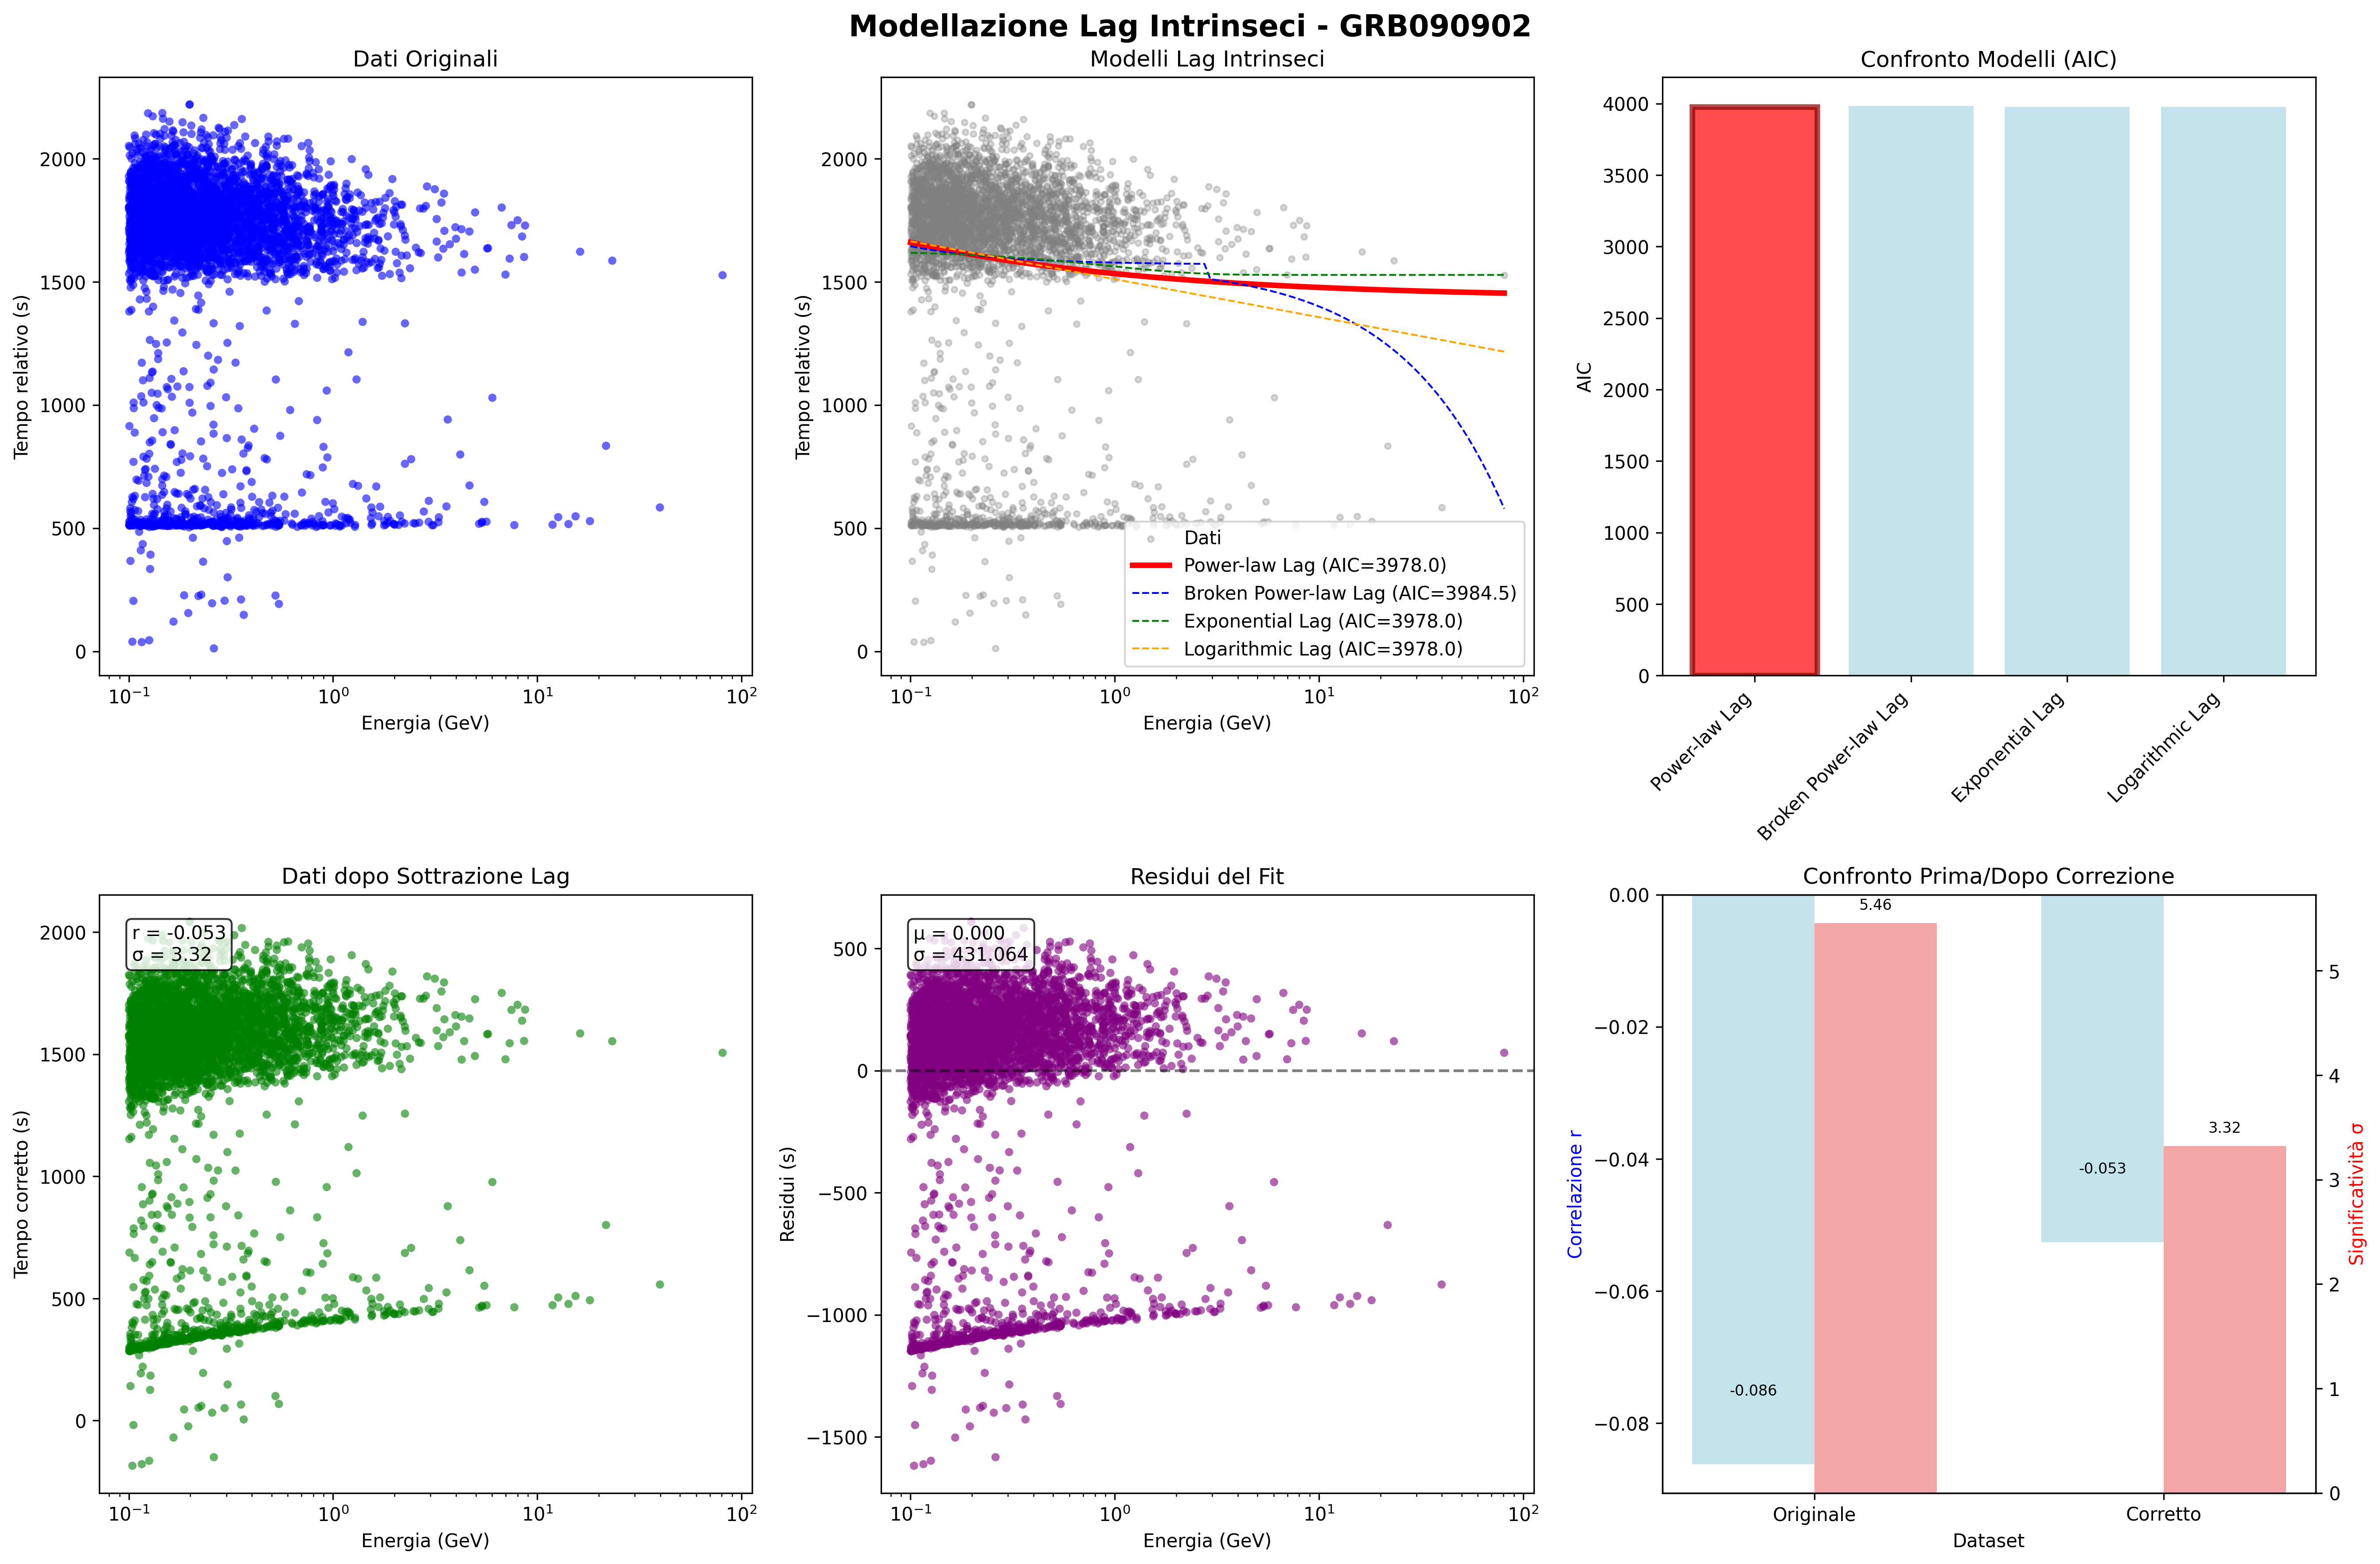 Modellazione Lag Intrinseci - GRB090902
Dati Originali
Tempo relativo (s)
2000
1500
1000
500
0
10⁻¹
10⁰
10¹
10²
Energia (GeV)
Modelli Lag Intrinseci
Tempo relativo (s)
2000
1500
1000
500
0
Dati
Power-law Lag (AIC=3978.0)
Broken Power-law Lag (AIC=3984.5)
Exponential Lag (AIC=3978.0)
Logarithmic Lag (AIC=3978.0)
10⁻¹
10⁰
10¹
10²
Energia (GeV)
Confronto Modelli (AIC)
AIC
4000
3500
3000
2500
2000
1500
1000
500
0
Power-law Lag
Broken Power-law Lag
Exponential Lag
Logarithmic Lag
Dati dopo Sottrazione Lag
r = -0.053
σ = 3.32
Tempo corretto (s)
2000
1500
1000
500
0
10⁻¹
10⁰
10¹
10²
Energia (GeV)
Residui del Fit
μ = 0.000
σ = 431.064
Residui (s)
500
0
−500
−1000
−1500
10⁻¹
10⁰
10¹
10²
Energia (GeV)
Confronto Prima/Dopo Correzione
Correlazione r
0.00
−0.02
−0.04
−0.06
−0.08
5.46
-0.086
-0.053
3.32
5
4
3
2
1
0
Significatività σ
Originale
Corretto
Dataset